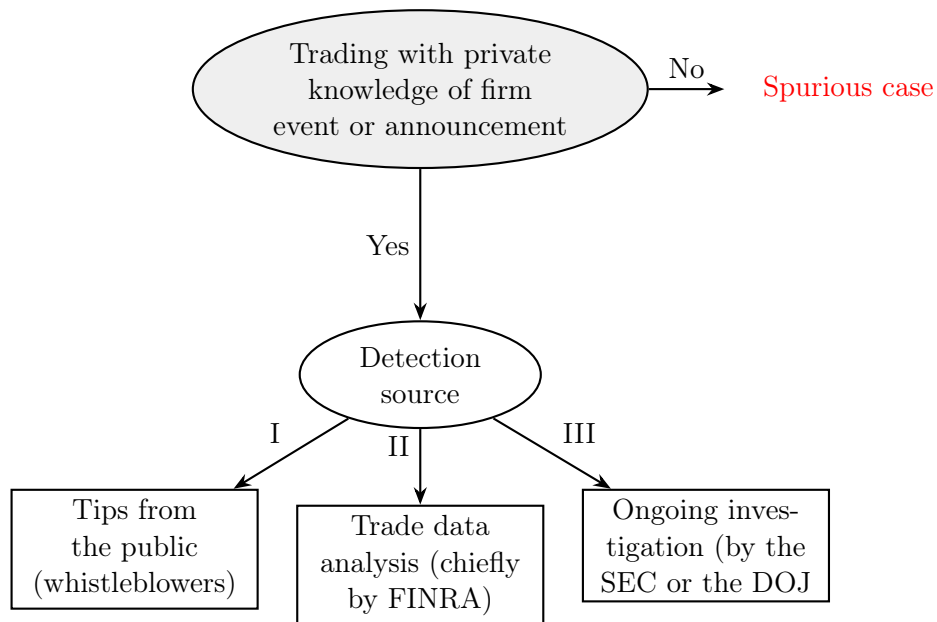 Trading with private
knowledge of firm
event or announcement
No
Spurious case
Yes
Detection
source
I
II
III
Tips from
the public
(whistleblowers)
Trade data
analysis (chiefly
by FINRA)
Ongoing inves-
tigation (by the
SEC or the DOJ